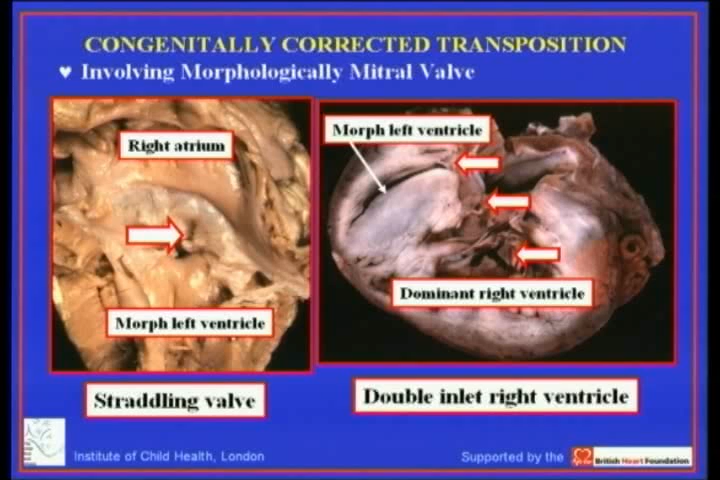 CONGENITALLY CORRECTED TRANSPOSITION
♥ Involving Morphologically Mitral Valve
Right atrium
Morph left ventricle
Straddling valve
Morph left ventricle
Dominant right ventricle
Double inlet right ventricle
Institute of Child Health, London
Supported by the
British Heart Foundation